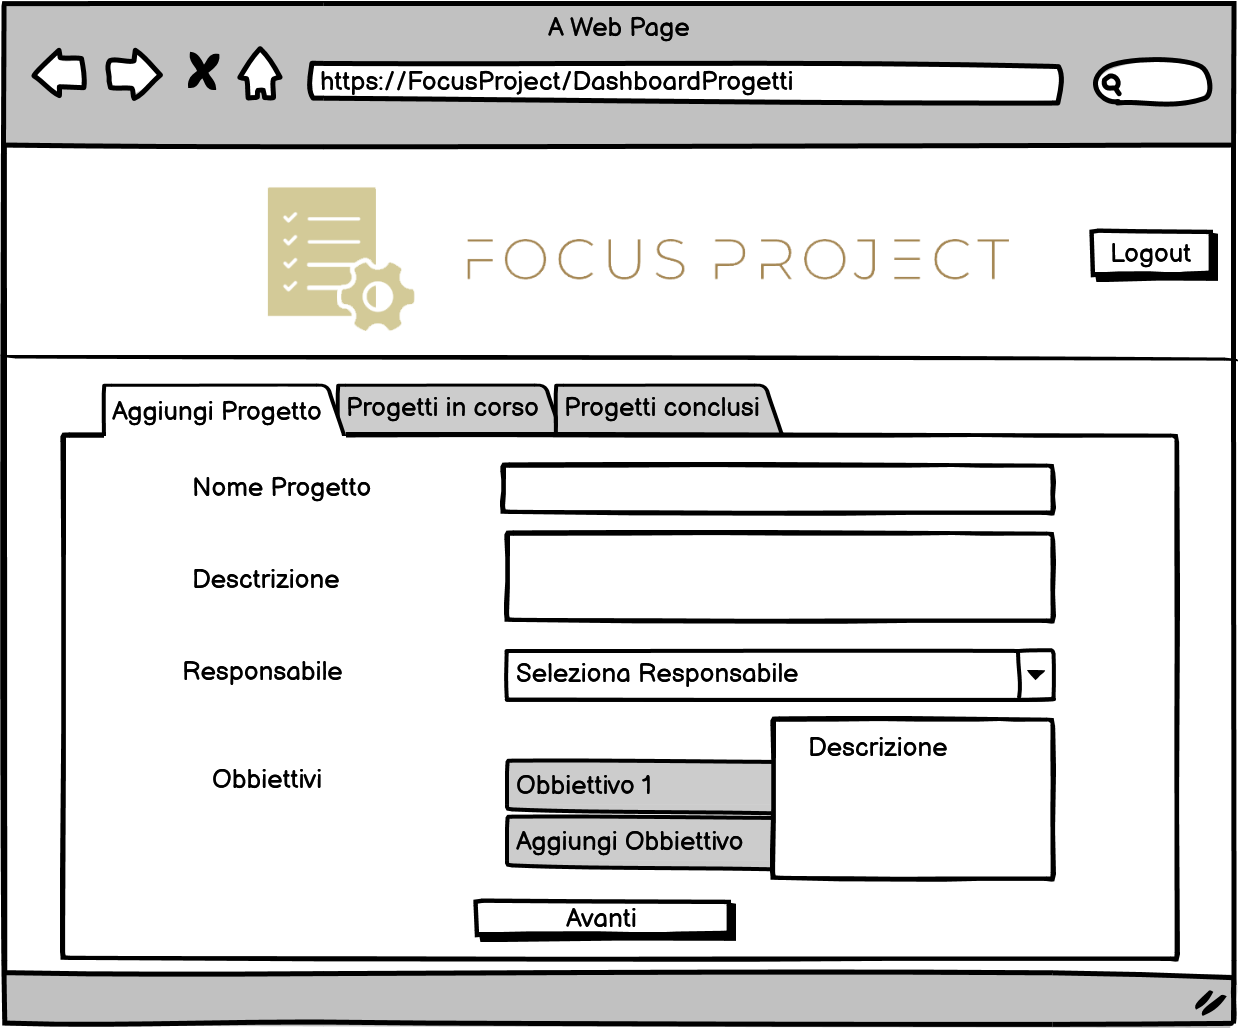 A Web Page
https://FocusProject/DashboardProgetti
FOCUS PROJECT
Logout
Aggiungi Progetto
Progetti in corso
Progetti conclusi
Nome Progetto
Desctrizione
Responsabile
Seleziona Responsabile
Obbiettivi
Obbiettivo 1
Aggiungi Obbiettivo
Descrizione
Avanti